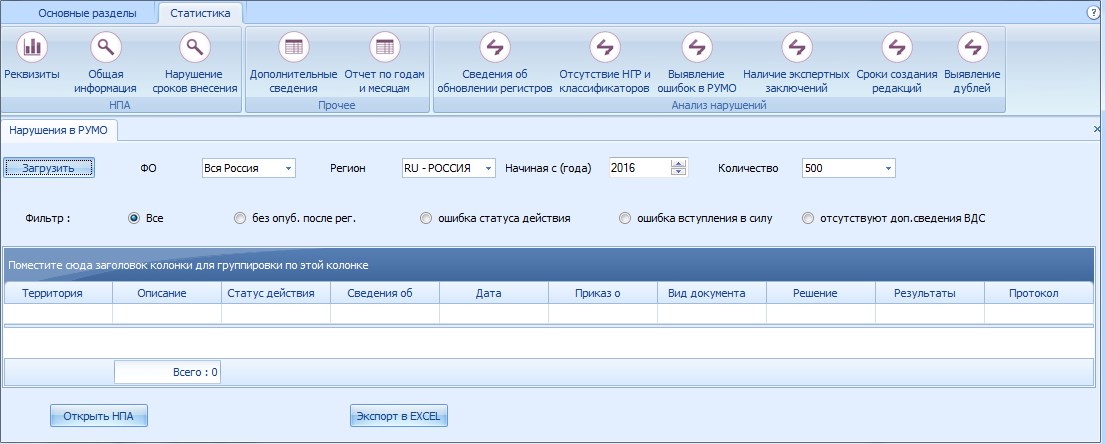 Основные разделы Статистика ?
Реквизиты Общая информация Нарушение сроков внесения Дополнительные сведения Отчет по годам и месяцам Сведения об обновлении регистров Отсутствие НГР и классификаторов Выявление ошибок в РУМО Наличие экспертных заключений Сроки создания редакций Выявление дублей
НПА Прочее Анализ нарушений
Нарушения в РУМО x
Загрузить ФО Вся Россия Регион RU - РОССИЯ Начиная с (года) 2016 Количество 500
Фильтр : Все без опуб. после рег. ошибка статуса действия ошибка вступления в силу отсутствуют доп.сведения ВДС
Поместите сюда заголовок колонки для группировки по этой колонке
Территория Описание Статус действия Сведения об Дата Приказ о Вид документа Решение Результаты Протокол
Всего : 0
Открыть НПА Экспорт в EXCEL